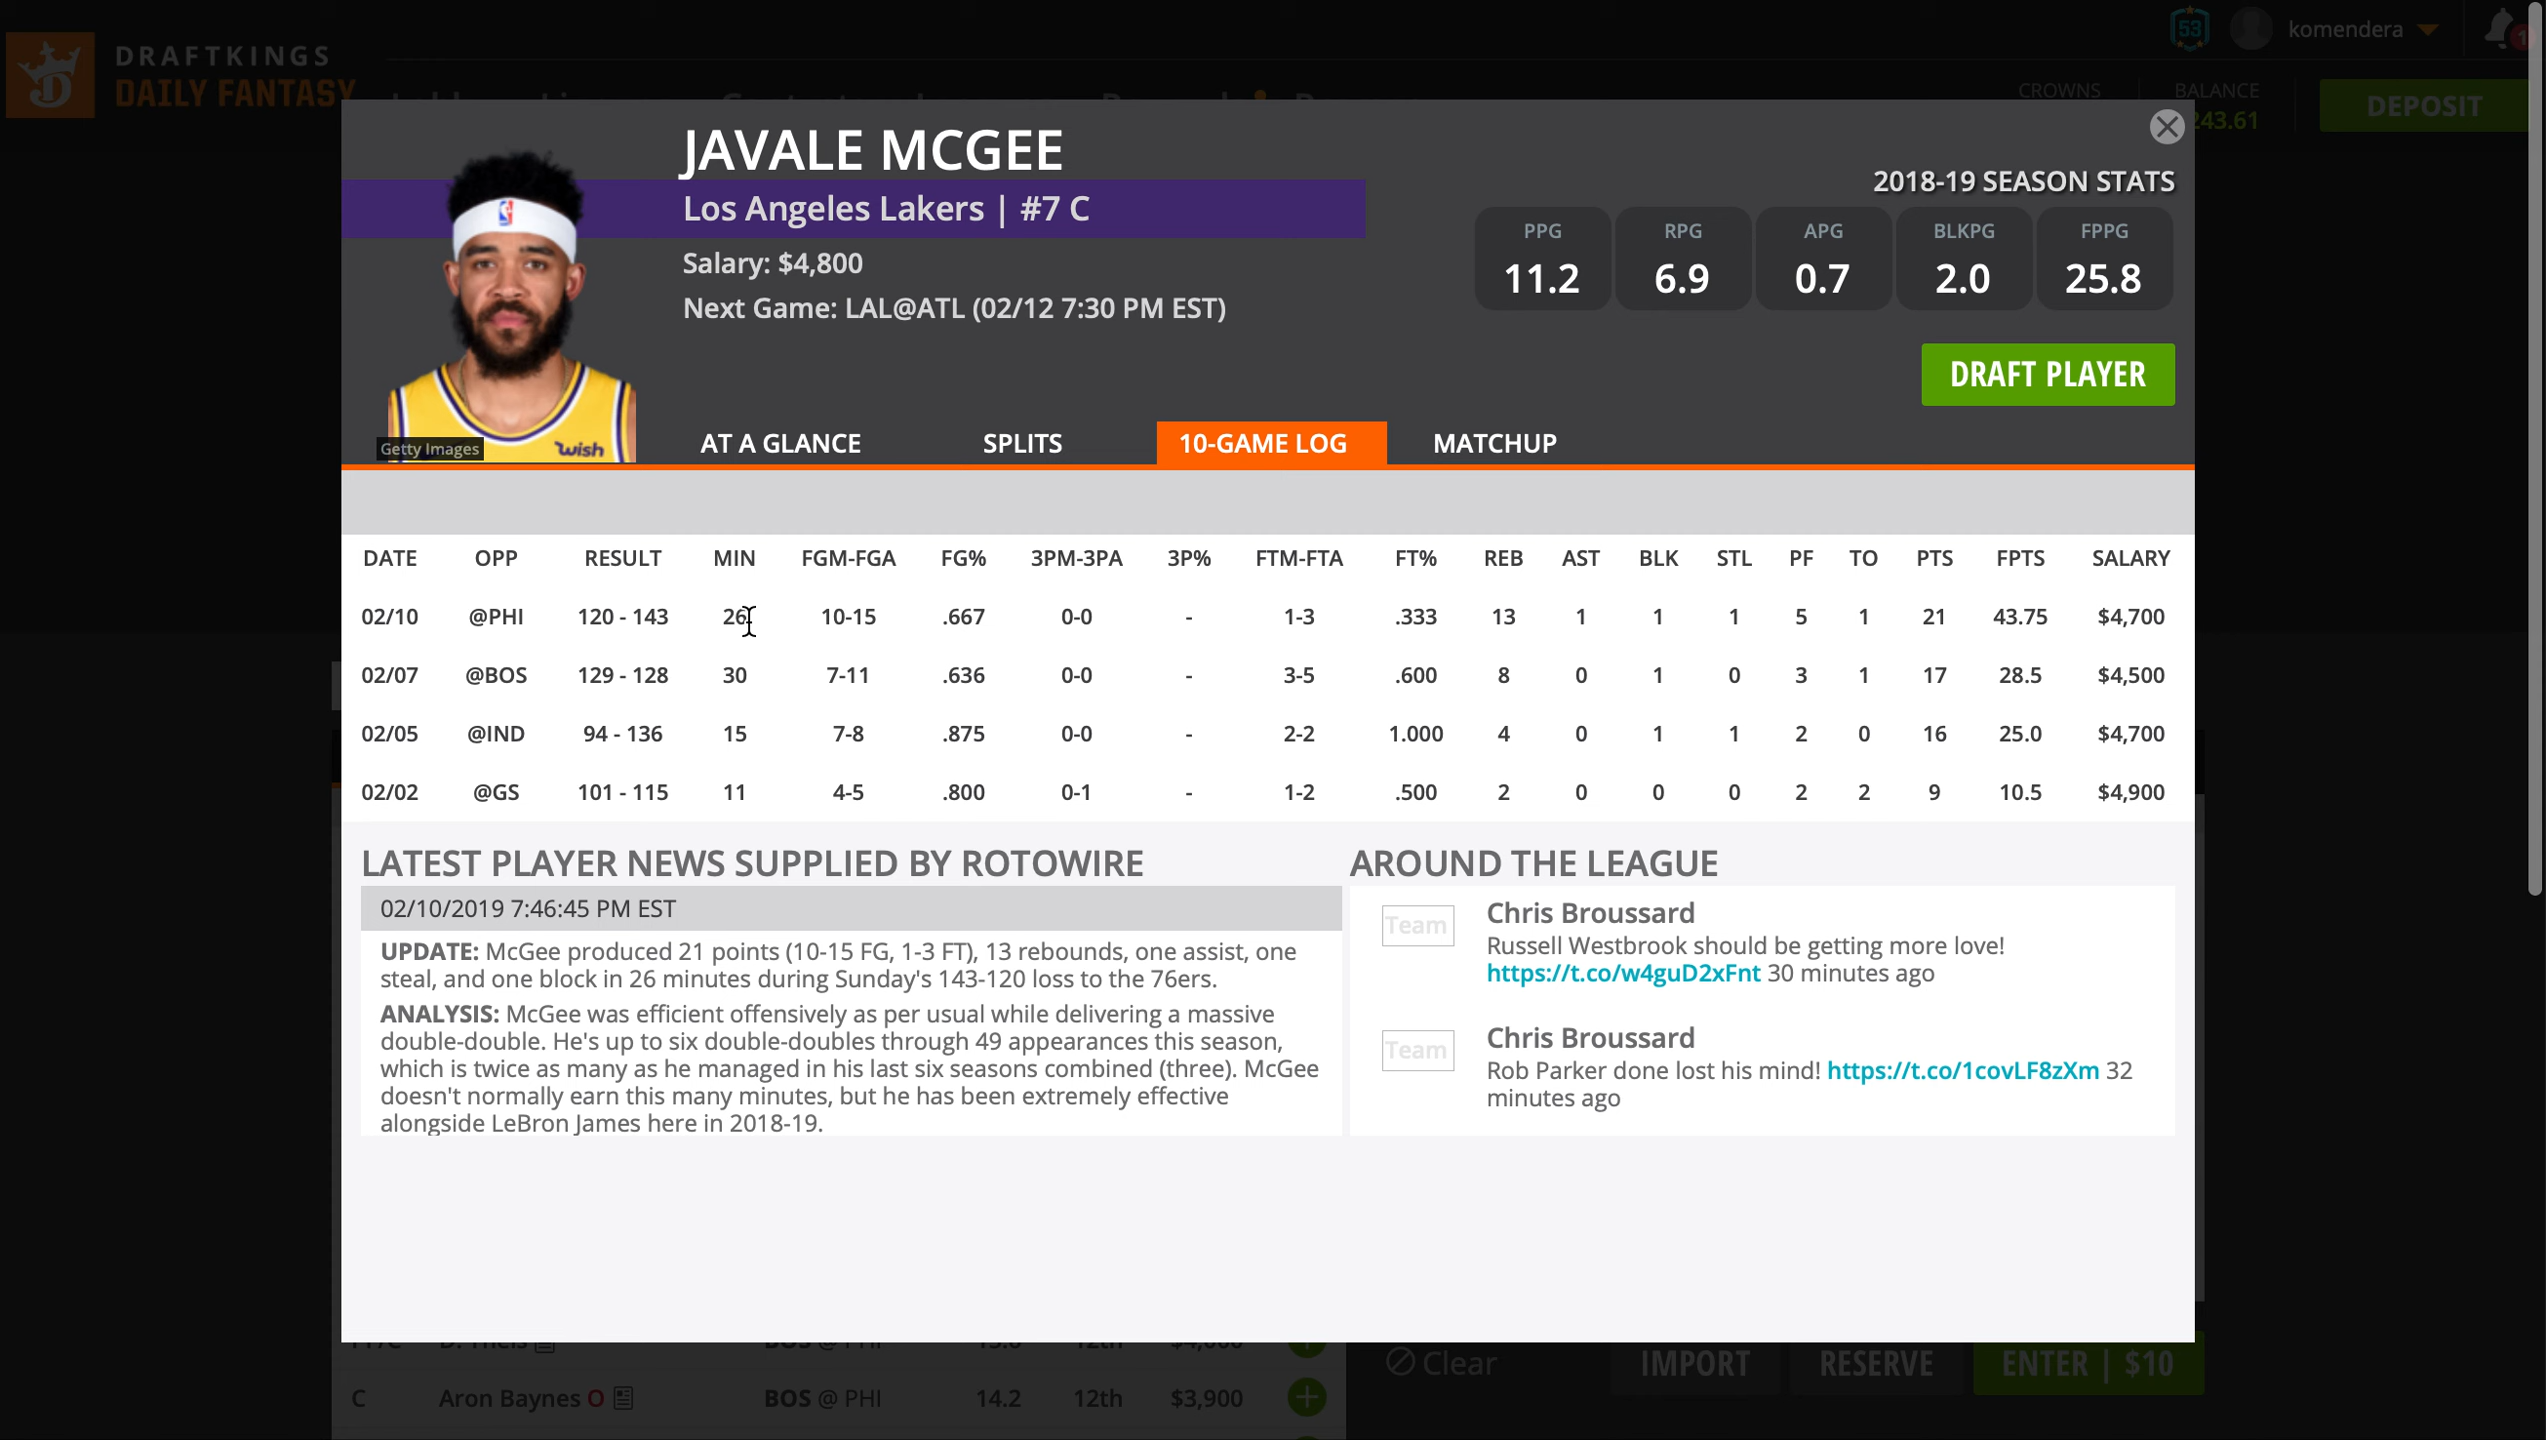 DRAFTKINGS
DAILY FANTASY
53
komendera
1
CROWNS
BALANCE
243.61
DEPOSIT
JAVALE MCGEE
Los Angeles Lakers | #7 C
Salary: $4,800
Next Game: LAL@ATL (02/12 7:30 PM EST)
2018-19 SEASON STATS
PPG RPG APG BLKPG FPPG
11.2 6.9 0.7 2.0 25.8
DRAFT PLAYER
wish
Getty Images
AT A GLANCE SPLITS 10-GAME LOG MATCHUP
DATE OPP RESULT MIN FGM-FGA FG% 3PM-3PA 3P% FTM-FTA FT% REB AST BLK STL PF TO PTS FPTS SALARY
02/10 @PHI 120 - 143 26 10-15 .667 0-0 - 1-3 .333 13 1 1 1 5 1 21 43.75 $4,700
02/07 @BOS 129 - 128 30 7-11 .636 0-0 - 3-5 .600 8 0 1 0 3 1 17 28.5 $4,500
02/05 @IND 94 - 136 15 7-8 .875 0-0 - 2-2 1.000 4 0 1 1 2 0 16 25.0 $4,700
02/02 @GS 101 - 115 11 4-5 .800 0-1 - 1-2 .500 2 0 0 0 2 2 9 10.5 $4,900
LATEST PLAYER NEWS SUPPLIED BY ROTOWIRE
02/10/2019 7:46:45 PM EST
UPDATE: McGee produced 21 points (10-15 FG, 1-3 FT), 13 rebounds, one assist, one
steal, and one block in 26 minutes during Sunday's 143-120 loss to the 76ers.
ANALYSIS: McGee was efficient offensively as per usual while delivering a massive
double-double. He's up to six double-doubles through 49 appearances this season,
which is twice as many as he managed in his last six seasons combined (three). McGee
doesn't normally earn this many minutes, but he has been extremely effective
alongside LeBron James here in 2018-19.
AROUND THE LEAGUE
Team
Chris Broussard
Russell Westbrook should be getting more love!
https://t.co/w4guD2xFnt 30 minutes ago
Team
Chris Broussard
Rob Parker done lost his mind! https://t.co/1covLF8zXm 32
minutes ago
C Aron Baynes O BOS @ PHI 14.2 12th $3,900
Clear
IMPORT
RESERVE
ENTER | $10